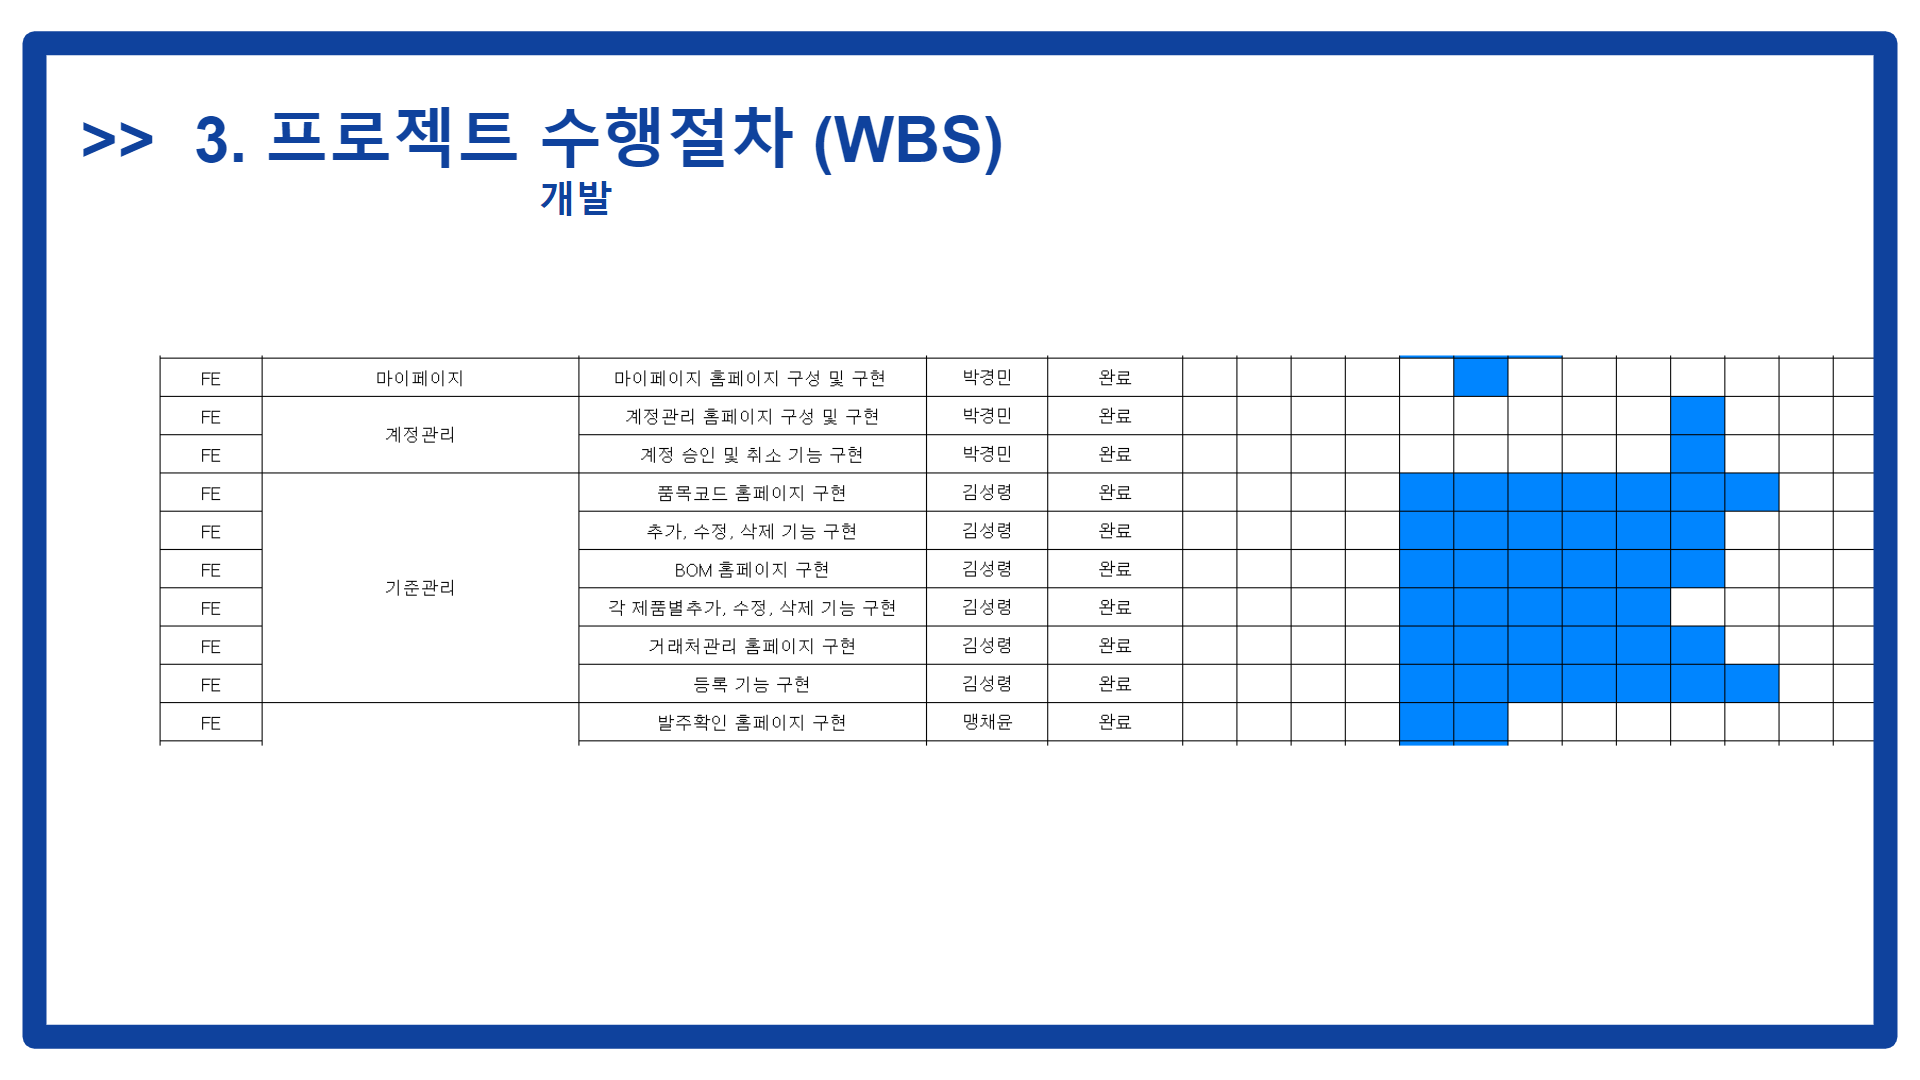 >> 3. 프로젝트 수행절차 (WBS)
개발
FE 마이페이지 마이페이지 홈페이지 구성 및 구현 박경민 완료
FE 계정관리 계정관리 홈페이지 구성 및 구현 박경민 완료
FE 계정 승인 및 취소 기능 구현 박경민 완료
FE 기준관리 품목코드 홈페이지 구현 김성령 완료
FE 추가, 수정, 삭제 기능 구현 김성령 완료
FE BOM 홈페이지 구현 김성령 완료
FE 각 제품별추가, 수정, 삭제 기능 구현 김성령 완료
FE 거래처관리 홈페이지 구현 김성령 완료
FE 등록 기능 구현 김성령 완료
FE 발주확인 홈페이지 구현 맹채윤 완료